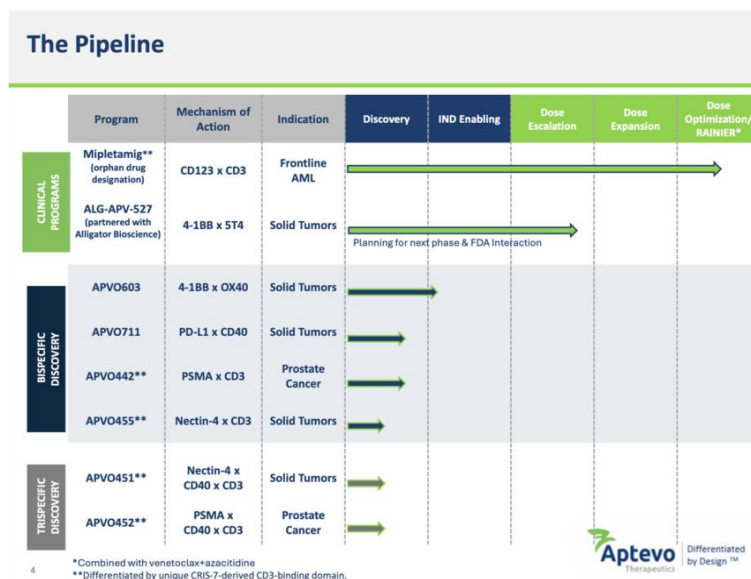 The Pipeline
Program
Mechanism of
Action
Indication
Discovery
IND Enabling
Dose
Escalation
Dose
Expansion
Dose
Optimization/
RAINIER*
CLINICAL
PROGRAMS
Mipletamig**
(orphan drug
designation)
CD123 x CD3
Frontline
AML
ALG-APV-527
(partnered with
Alligator Bioscience)
4-1BB x 5T4
Solid Tumors
Planning for next phase & FDA Interaction
BISPECIFIC
DISCOVERY
APVO603
4-1BB x OX40
Solid Tumors
APVO711
PD-L1 x CD40
Solid Tumors
APVO442**
PSMA x CD3
Prostate
Cancer
APVO455**
Nectin-4 x CD3
Solid Tumors
TRISPECIFIC
DISCOVERY
APVO451**
Nectin-4 x
CD40 x CD3
Solid Tumors
APVO452**
PSMA x
CD40 x CD3
Prostate
Cancer
4
*Combined with venetoclax+azacitidine
**Differentiated by unique CRIS-7-derived CD3-binding domain.
Aptevo
Therapeutics
Differentiated
by Design ™